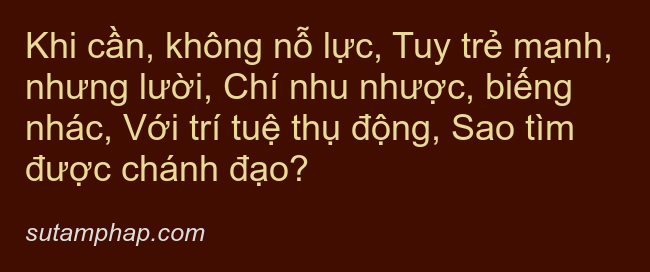 Khi cần, không nỗ lực, Tuy trẻ mạnh,
nhưng lười, Chí nhu nhược, biếng
nhác, Với trí tuệ thụ động, Sao tìm
được chánh đạo?
sutamphap.com